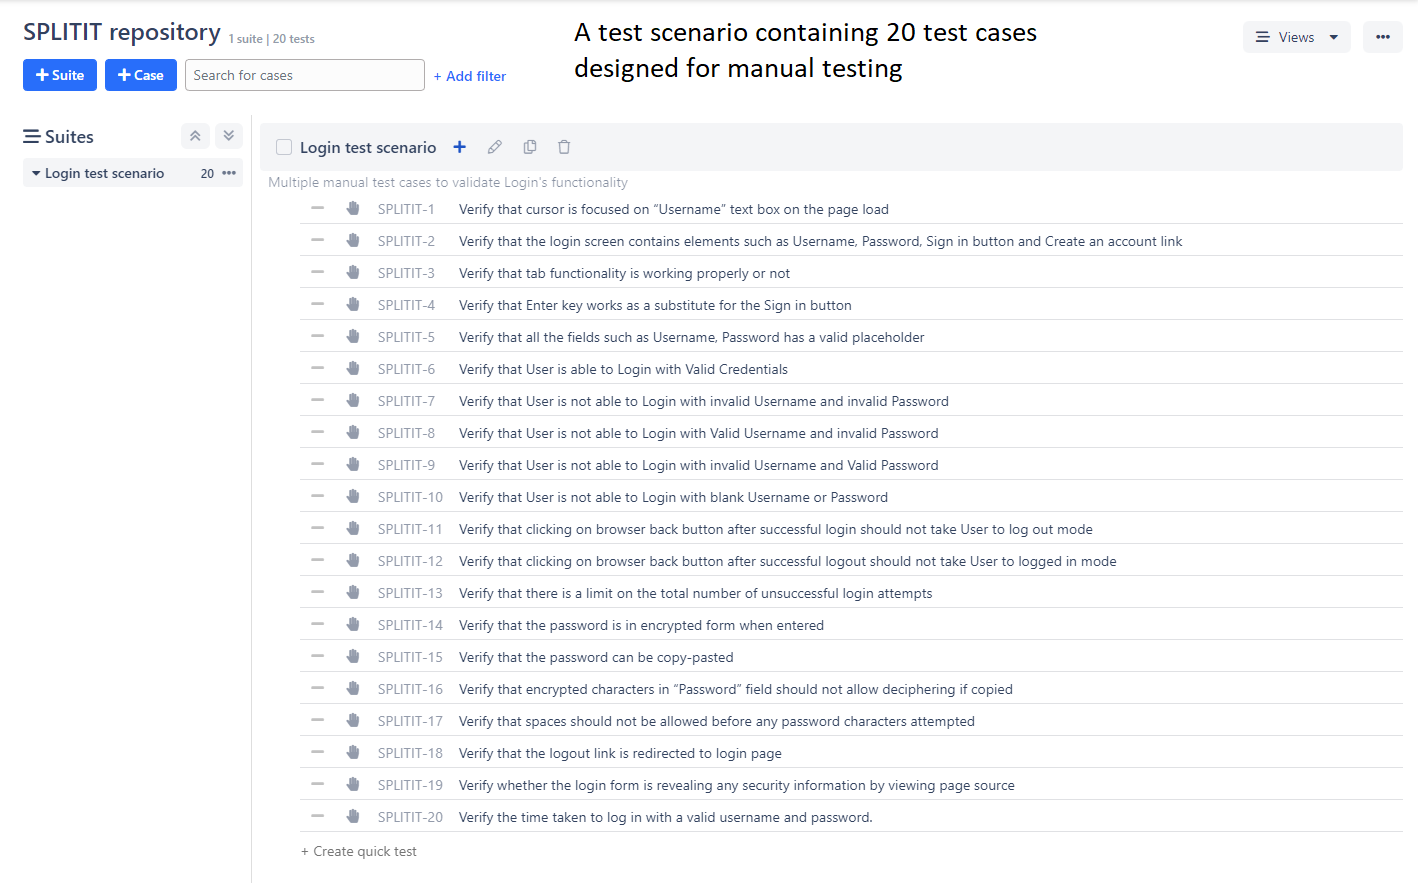 SPLITIT repository 1 suite | 20 tests
A test scenario containing 20 test cases
designed for manual testing
Views
Suite
Case
Search for cases
+ Add filter
Suites
Login test scenario 20
Login test scenario
Multiple manual test cases to validate Login's functionality
SPLITIT-1 Verify that cursor is focused on “Username” text box on the page load
SPLITIT-2 Verify that the login screen contains elements such as Username, Password, Sign in button and Create an account link
SPLITIT-3 Verify that tab functionality is working properly or not
SPLITIT-4 Verify that Enter key works as a substitute for the Sign in button
SPLITIT-5 Verify that all the fields such as Username, Password has a valid placeholder
SPLITIT-6 Verify that User is able to Login with Valid Credentials
SPLITIT-7 Verify that User is not able to Login with invalid Username and invalid Password
SPLITIT-8 Verify that User is not able to Login with Valid Username and invalid Password
SPLITIT-9 Verify that User is not able to Login with invalid Username and Valid Password
SPLITIT-10 Verify that User is not able to Login with blank Username or Password
SPLITIT-11 Verify that clicking on browser back button after successful login should not take User to log out mode
SPLITIT-12 Verify that clicking on browser back button after successful logout should not take User to logged in mode
SPLITIT-13 Verify that there is a limit on the total number of unsuccessful login attempts
SPLITIT-14 Verify that the password is in encrypted form when entered
SPLITIT-15 Verify that the password can be copy-pasted
SPLITIT-16 Verify that encrypted characters in “Password” field should not allow deciphering if copied
SPLITIT-17 Verify that spaces should not be allowed before any password characters attempted
SPLITIT-18 Verify that the logout link is redirected to login page
SPLITIT-19 Verify whether the login form is revealing any security information by viewing page source
SPLITIT-20 Verify the time taken to log in with a valid username and password.
+ Create quick test